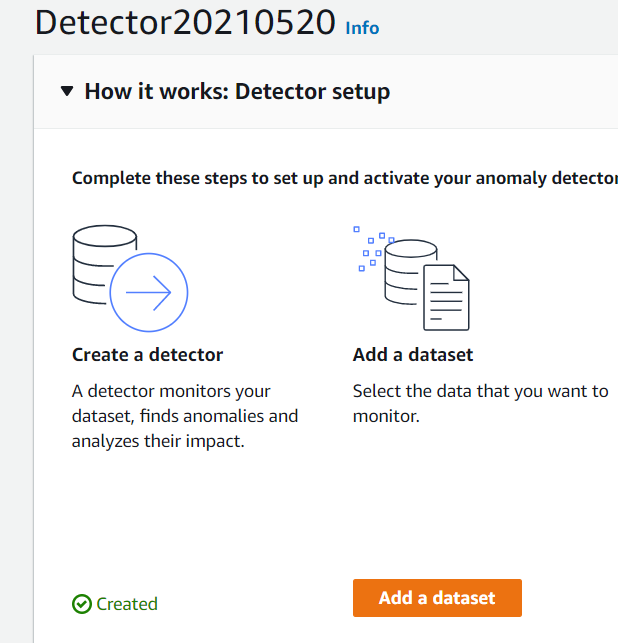 Detector20210520 Info
How it works: Detector setup
Complete these steps to set up and activate your anomaly detector
Create a detector
A detector monitors your
dataset, finds anomalies and
analyzes their impact.
Created
Add a dataset
Select the data that you want to
monitor.
Add a dataset